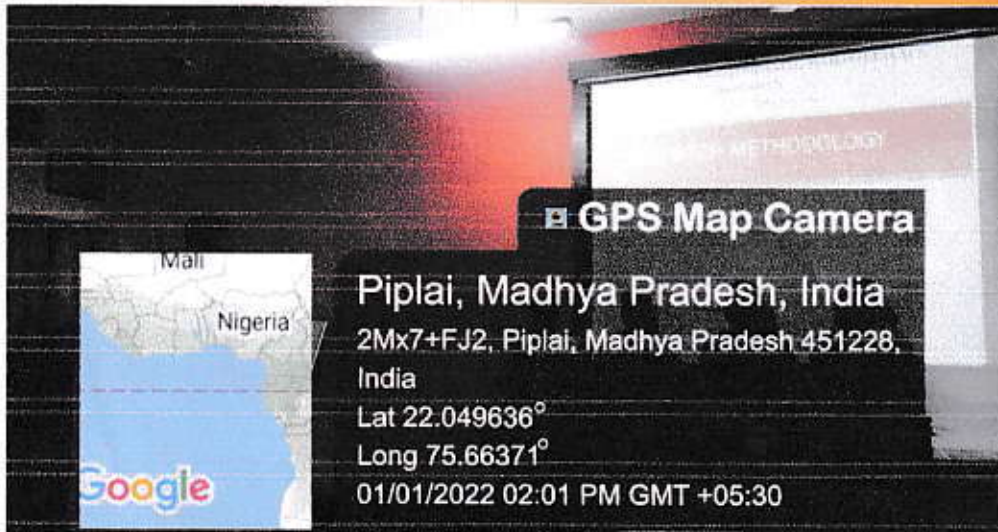 METHODOLOGY
GPS Map Camera
Mali
Nigeria
Google
Piplai, Madhya Pradesh, India
2Mx7+FJ2, Piplai, Madhya Pradesh 451228,
India
Lat 22.049636°
Long 75.66371°
01/01/2022 02:01 PM GMT +05:30